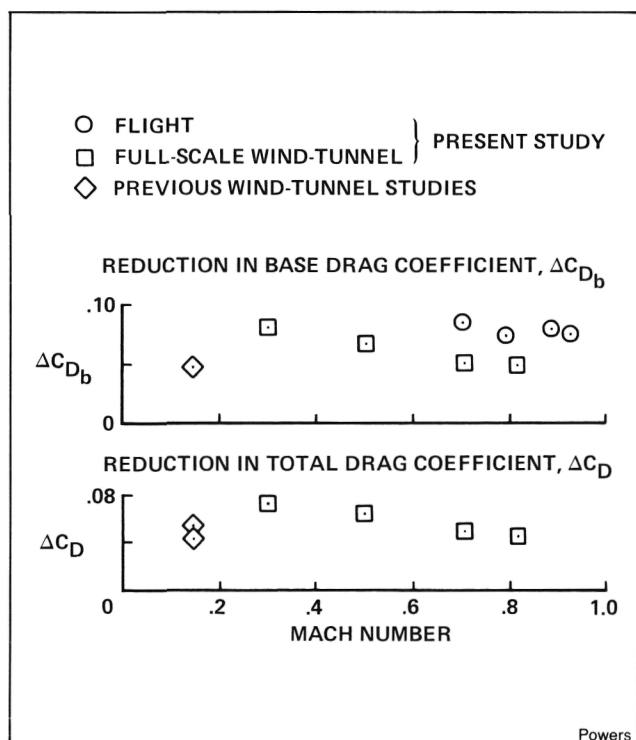 FLIGHT
FULL-SCALE WIND-TUNNEL
PRESENT STUDY
PREVIOUS WIND-TUNNEL STUDIES
REDUCTION IN BASE DRAG COEFFICIENT, ΔCDb
.10
ΔCDb
0
REDUCTION IN TOTAL DRAG COEFFICIENT, ΔCD
.08
ΔCD
0 .2 .4 .6 .8 1.0
MACH NUMBER
Powers